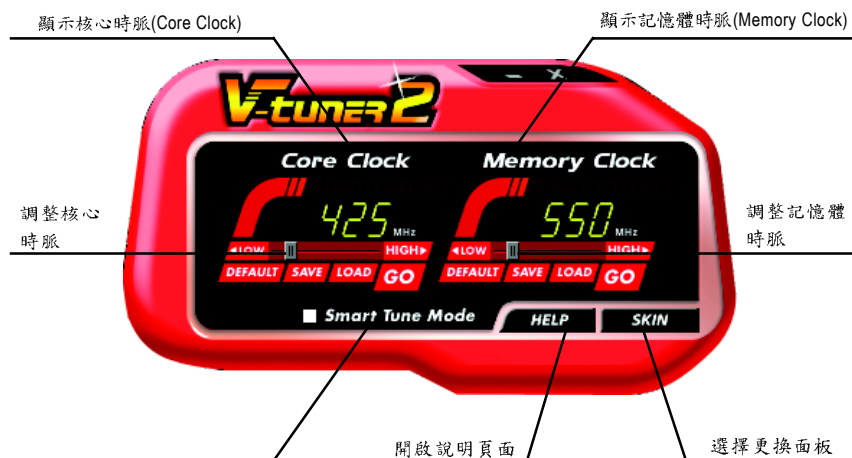 顯示核心時脈(Core Clock)
顯示記憶體時脈(Memory Clock)
V-tuner2
Core Clock
Memory Clock
調整核心
時脈
425 MHz
550 MHz
調整記憶體
時脈
LOW
HIGH
LOW
HIGH
DEFAULT SAVE LOAD GO
DEFAULT SAVE LOAD GO
Smart Tune Mode
HELP
SKIN
開啟說明頁面
選擇更換面板